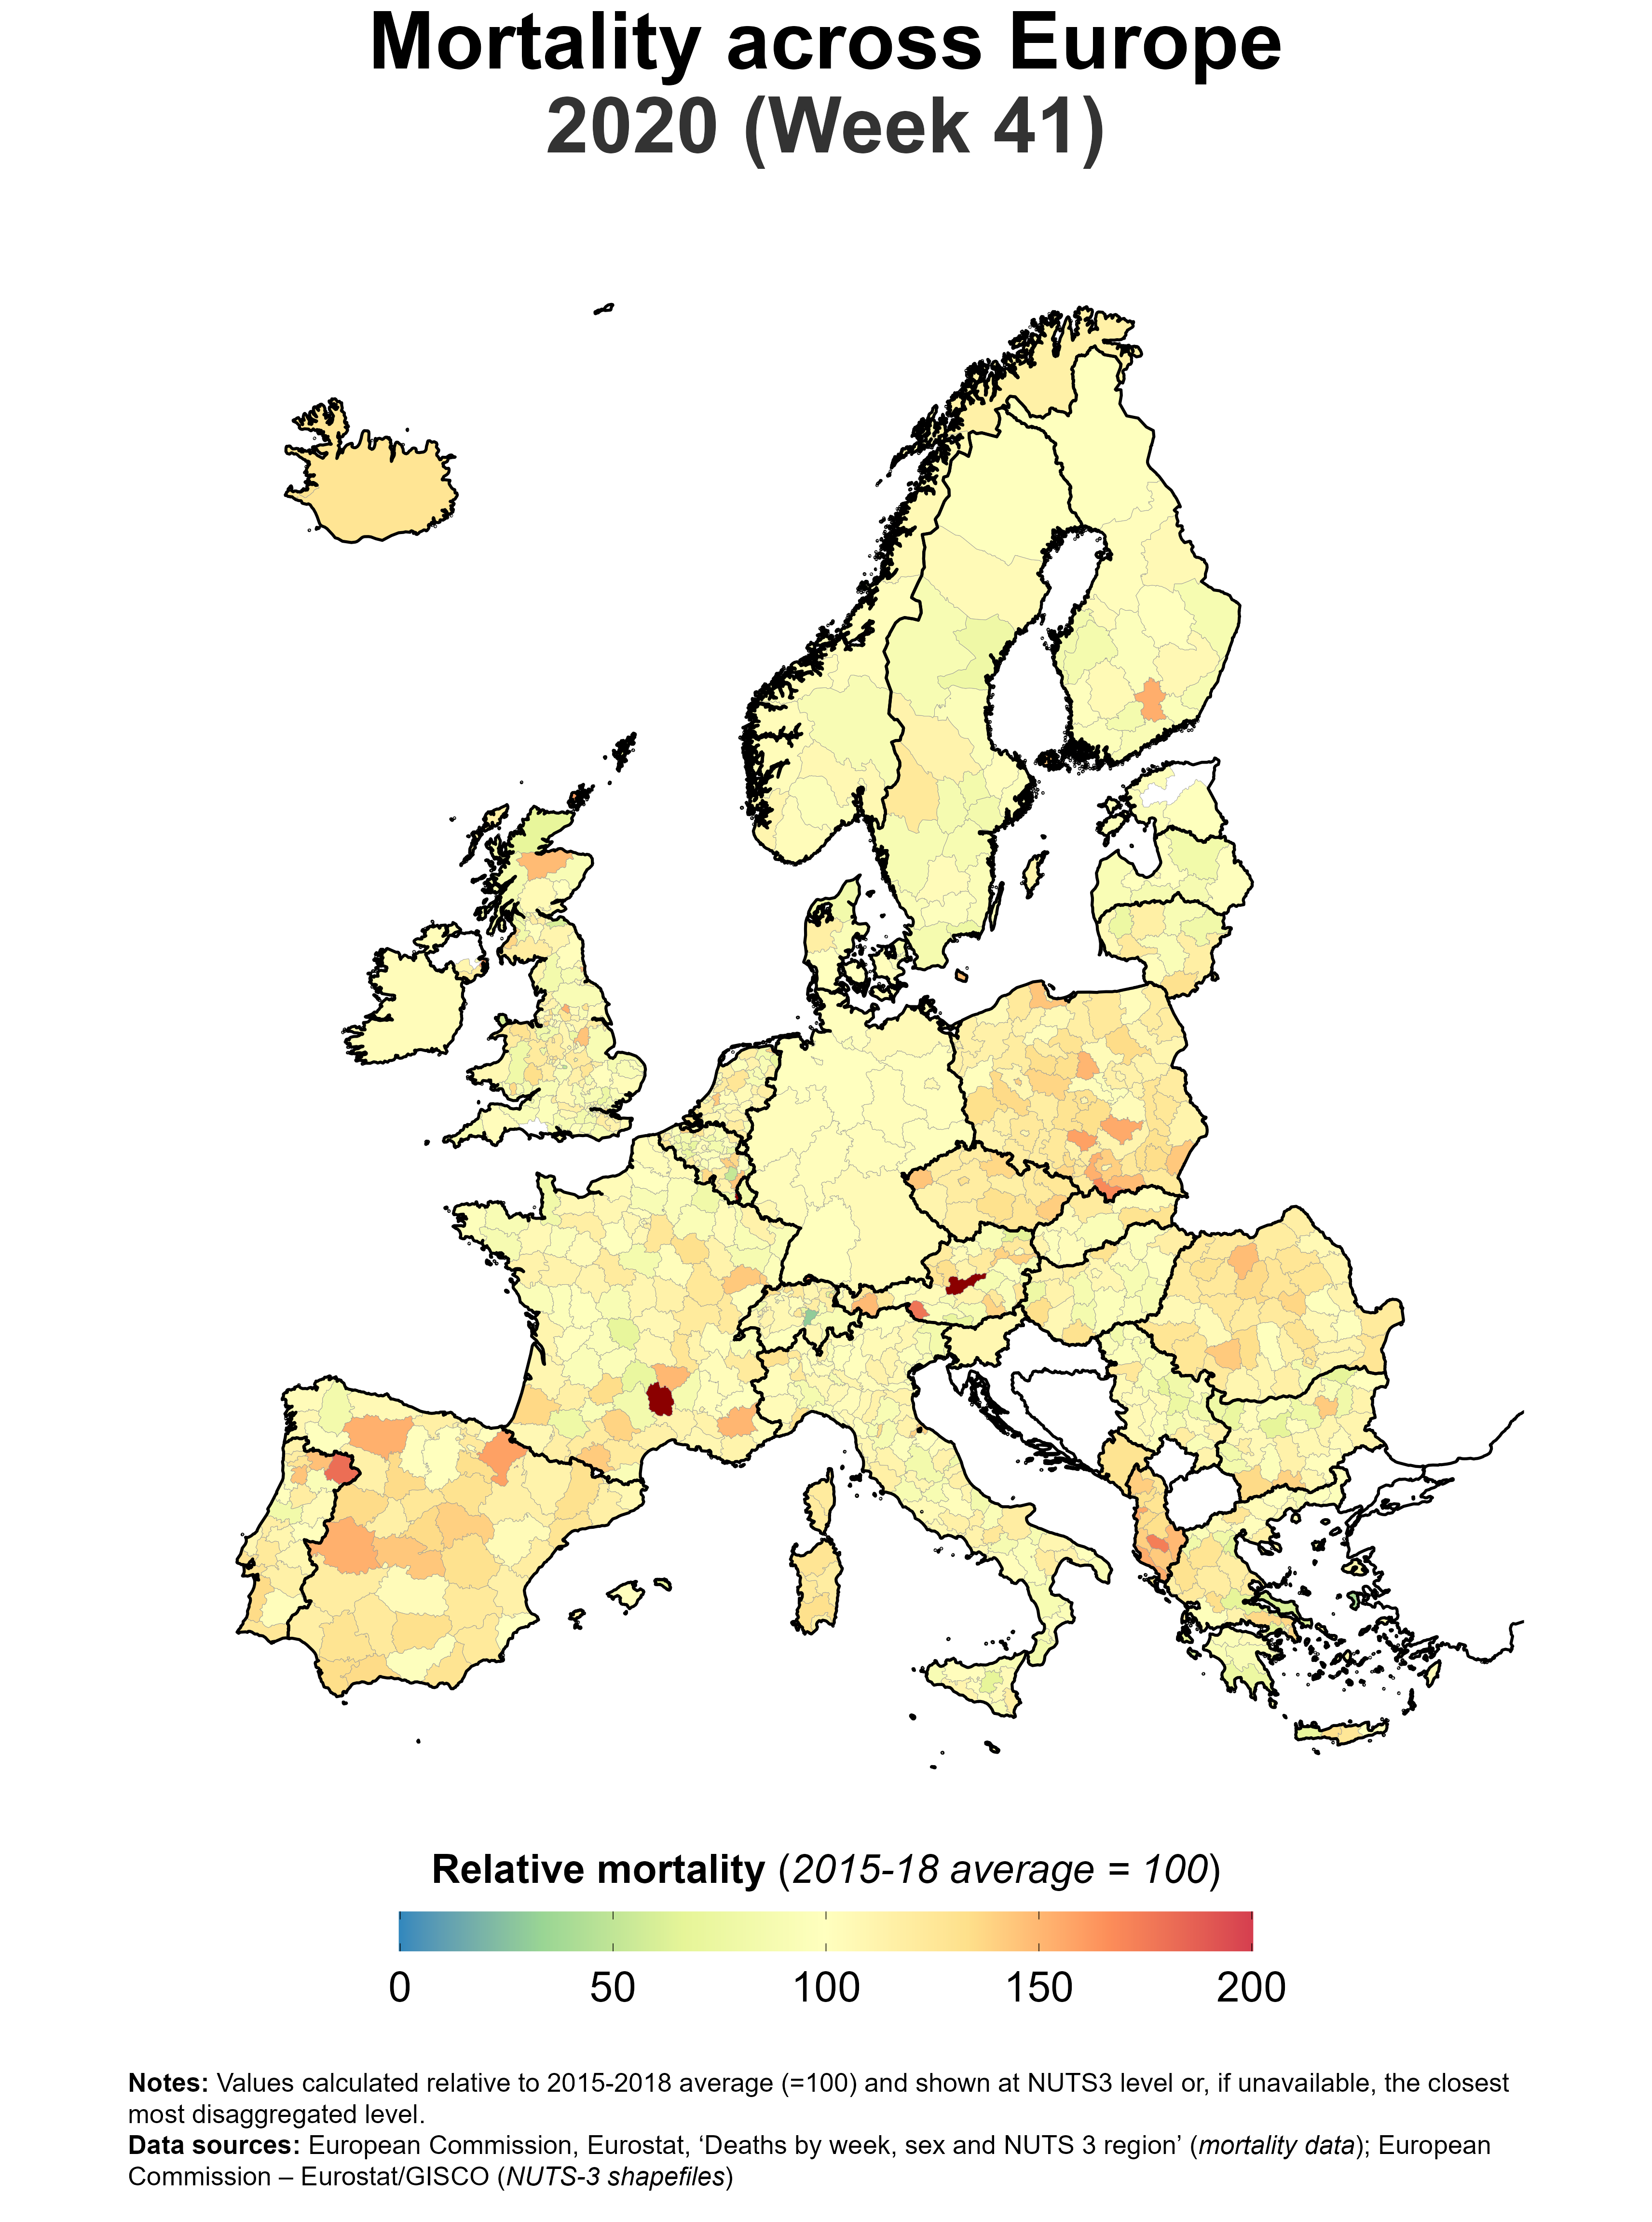 Mortality across Europe
2020 (Week 41)
Relative mortality (2015-18 average = 100)
0 50 100 150 200
Notes: Values calculated relative to 2015-2018 average (=100) and shown at NUTS3 level or, if unavailable, the closest
most disaggregated level.
Data sources: European Commission, Eurostat, ‘Deaths by week, sex and NUTS 3 region’ (mortality data); European
Commission – Eurostat/GISCO (NUTS-3 shapefiles)